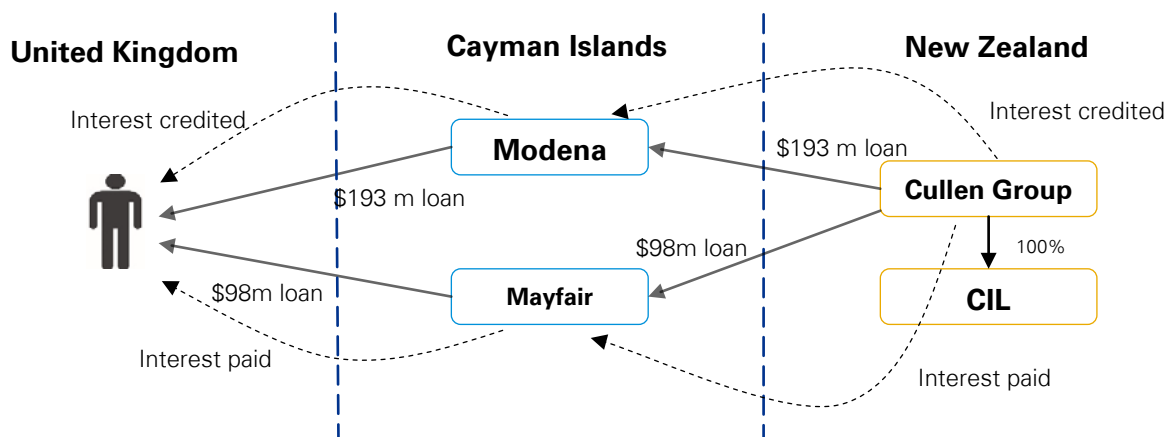 United Kingdom
Cayman Islands
New Zealand
Interest credited
Interest credited
Modena
$193 m loan
Cullen Group
$193 m loan
$98m loan
100%
$98m loan
Mayfair
CIL
Interest paid
Interest paid